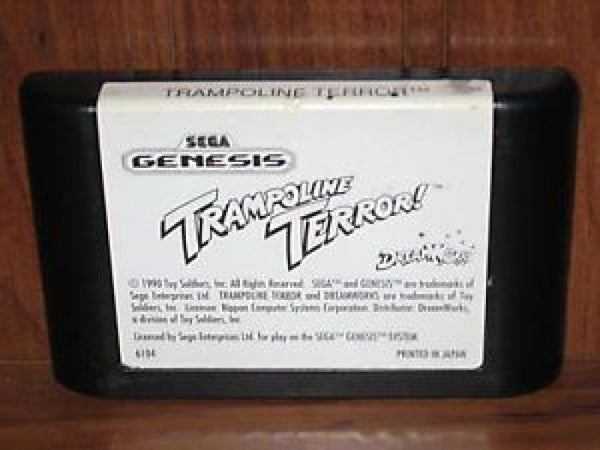 TRAMPOLINE TERROR™
SEGA
GENESIS
TRAMPOLINE
TERROR!™
DREAMWORKS
© 1990 Toy Soldiers, Inc. All Rights Reserved. SEGA™ and GENESIS™ are trademarks of
Sega Enterprises Ltd. TRAMPOLINE TERROR and DREAMWORKS are trademarks of Toy
Soldiers, Inc. Licensor: Nippon Computer Systems Corporation. Distributor: DreamWorks,
a division of Toy Soldiers, Inc.
Licensed by Sega Enterprises Ltd. for play on the SEGA™ GENESIS™ SYSTEM
6104
PRINTED IN JAPAN